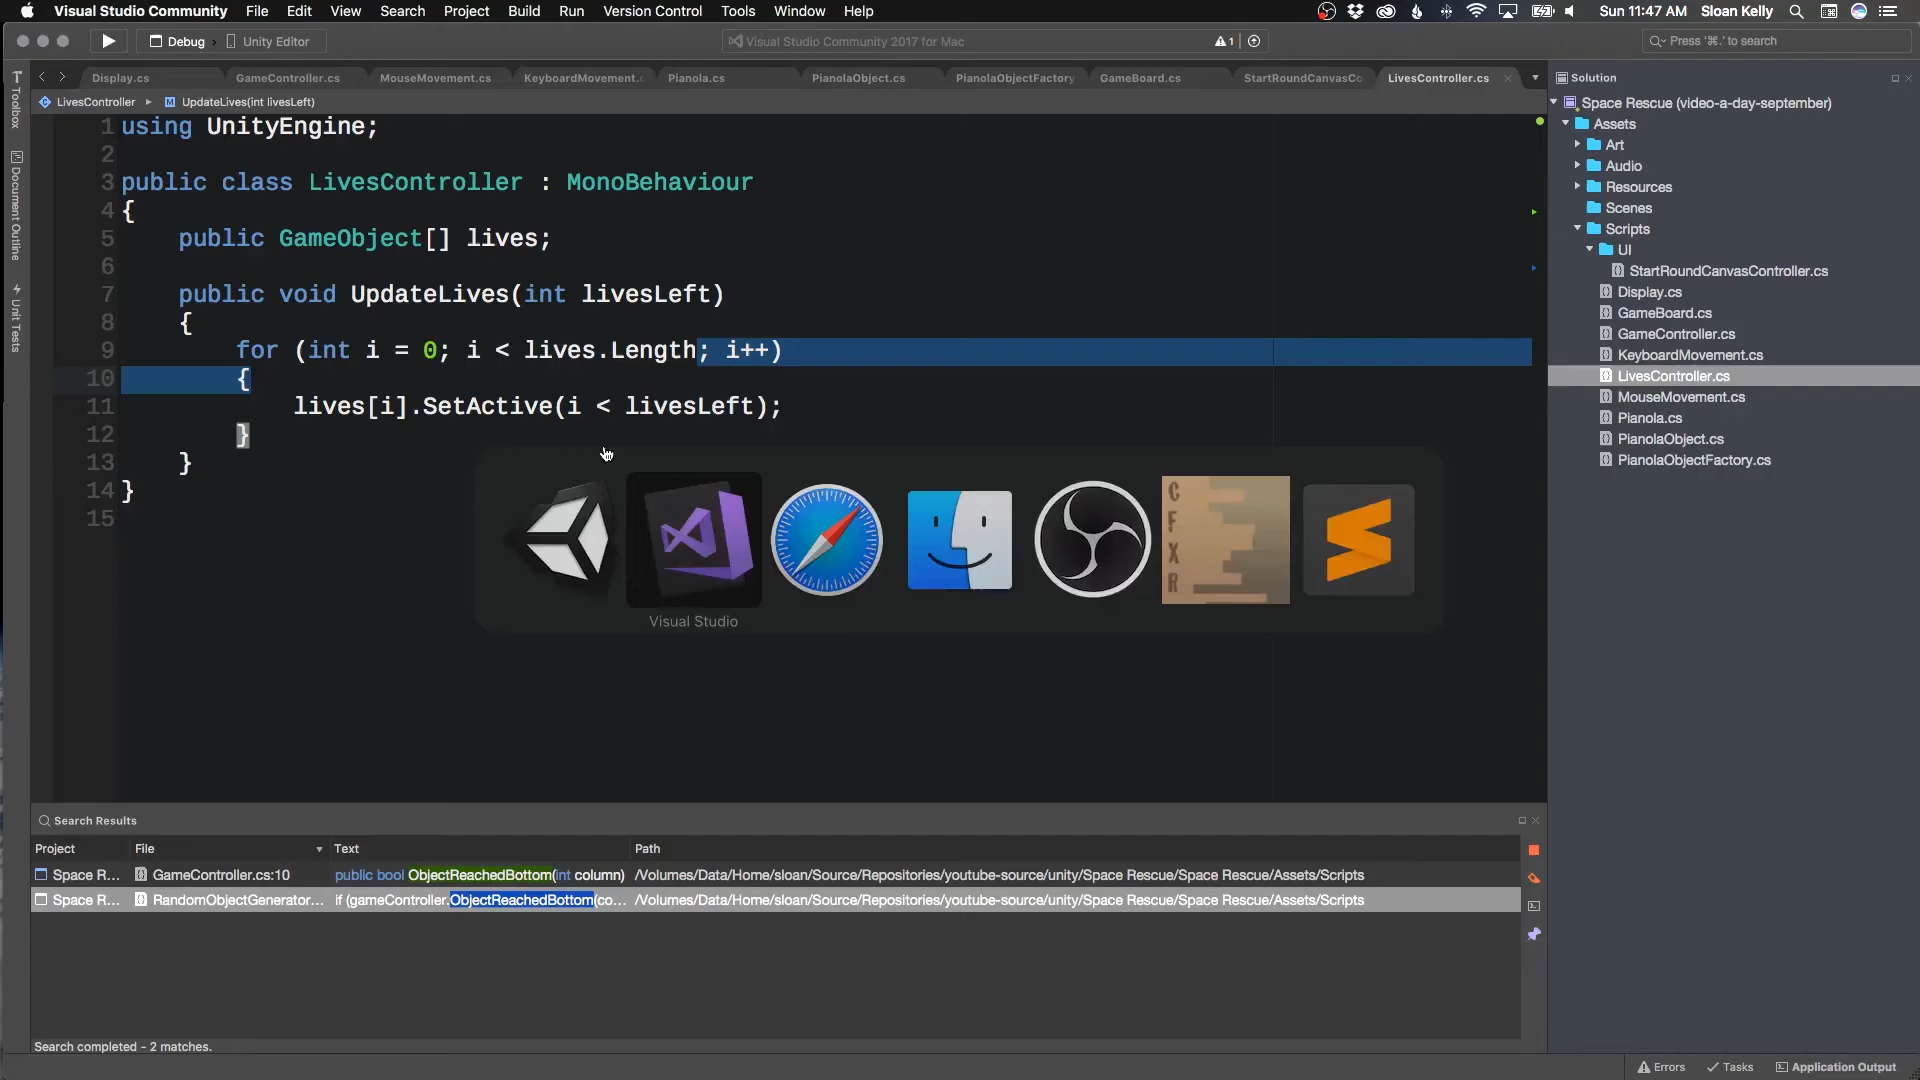 Visual Studio Community File Edit View Search Project Build Run Version Control Tools Window Help Sun 11:47 AM Sloan Kelly
Debug Unity Editor Visual Studio Community 2017 for Mac 1 Press '⌘.' to search
Display.cs GameController.cs MouseMovement.cs KeyboardMovement.c Pianola.cs PianolaObject.cs PianolaObjectFactory GameBoard.cs StartRoundCanvasCo LivesController.cs
LivesController UpdateLives(int livesLeft)
Toolbox
Document Outline
Unit Tests
1 using UnityEngine;
2
3 public class LivesController : MonoBehaviour
4 {
5 public GameObject[] lives;
6
7 public void UpdateLives(int livesLeft)
8 {
9 for (int i = 0; i < lives.Length; i++)
10 {
11 lives[i].SetActive(i < livesLeft);
12 }
13 }
14 }
15
C
F
X
R
Visual Studio
Solution
Space Rescue (video-a-day-september)
Assets
Art
Audio
Resources
Scenes
Scripts
UI
StartRoundCanvasController.cs
Display.cs
GameBoard.cs
GameController.cs
KeyboardMovement.cs
LivesController.cs
MouseMovement.cs
Pianola.cs
PianolaObject.cs
PianolaObjectFactory.cs
Search Results
Project File Text Path
Space R... GameController.cs:10 public bool ObjectReachedBottom(int column) /Volumes/Data/Home/sloan/Source/Repositories/youtube-source/unity/Space Rescue/Space Rescue/Assets/Scripts
Space R... RandomObjectGenerator... if (gameController.ObjectReachedBottom(co... /Volumes/Data/Home/sloan/Source/Repositories/youtube-source/unity/Space Rescue/Space Rescue/Assets/Scripts
Search completed - 2 matches.
Errors Tasks Application Output